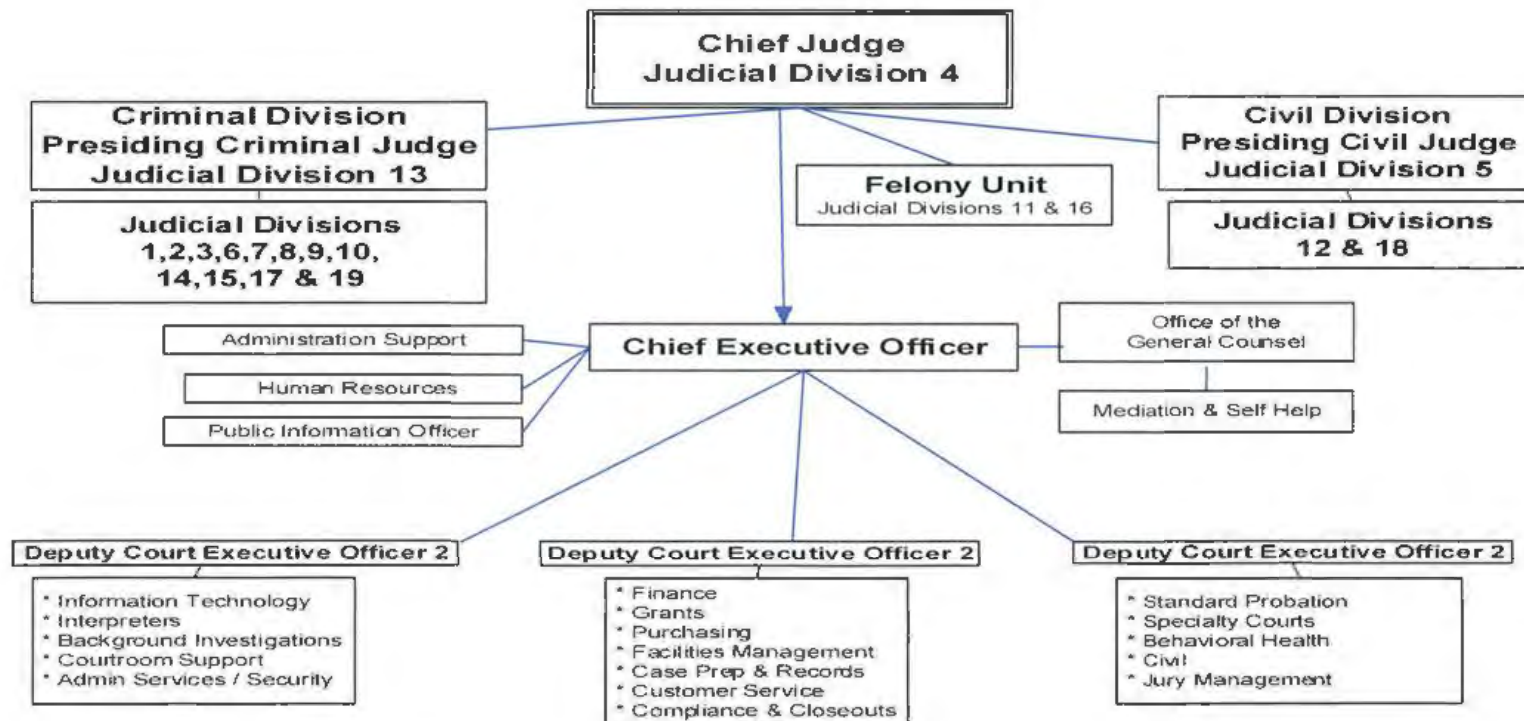 Chief Judge
Judicial Division 4
Criminal Division
Presiding Criminal Judge
Judicial Division 13
Civil Division
Presiding Civil Judge
Judicial Division 5
Felony Unit
Judicial Divisions 11 & 16
Judicial Divisions
1,2,3,6,7,8,9,10,
14,15,17 & 19
Judicial Divisions
12 & 18
Administration Support
Human Resources
Public Information Officer
Chief Executive Officer
Office of the
General Counsel
Mediation & Self Help
Deputy Court Executive Officer 2
* Information Technology
* Interpreters
* Background Investigations
* Courtroom Support
* Admin Services / Security
Deputy Court Executive Officer 2
* Finance
* Grants
* Purchasing
* Facilities Management
* Case Prep & Records
* Customer Service
* Compliance & Closeouts
Deputy Court Executive Officer 2
* Standard Probation
* Specialty Courts
* Behavioral Health
* Civil
* Jury Management